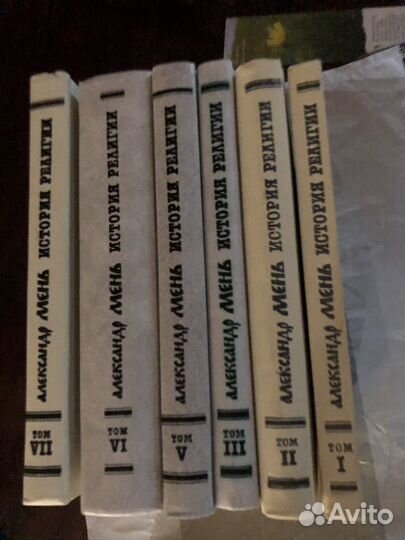 АЛЕКСАНДР МЕНЬ ИСТОРИЯ РЕЛИГИИ
ТОМ
VII
АЛЕКСАНДР МЕНЬ ИСТОРИЯ РЕЛИГИИ
ТОМ
VI
АЛЕКСАНДР МЕНЬ ИСТОРИЯ РЕЛИГИИ
ТОМ
V
АЛЕКСАНДР МЕНЬ ИСТОРИЯ РЕЛИГИИ
ТОМ
III
АЛЕКСАНДР МЕНЬ ИСТОРИЯ РЕЛИГИИ
ТОМ
II
АЛЕКСАНДР МЕНЬ ИСТОРИЯ РЕЛИГИИ
ТОМ
I
Avito